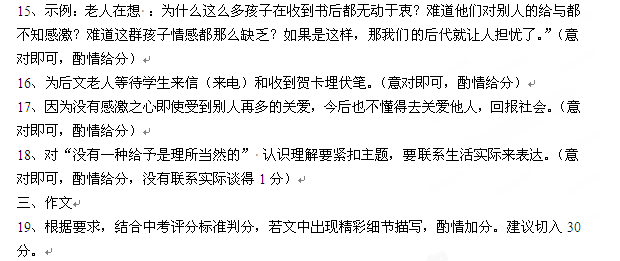 15、示例：老人在想：为什么这么多孩子在收到书后都无动于衷？难道他们对别人的给与都
不知感激？难道这群孩子情感都那么缺乏？如果是这样，那我们的后代就让人担忧了。”（意
对即可，酌情给分）
16、为后文老人等待学生来信（来电）和收到贺卡埋伏笔。（意对即可，酌情给分）
17、因为没有感激之心即使受到别人再多的关爱，今后也不懂得去关爱他人，回报社会。（意
对即可，酌情给分）
18、对“没有一种给予是理所当然的”认识理解要紧扣主题，要联系生活实际来表达。（意
对即可，酌情给分，没有联系实际谈得 1 分）
三、作文
19、根据要求，结合中考评分标准判分，若文中出现精彩细节描写，酌情加分。建议切入 30
分。